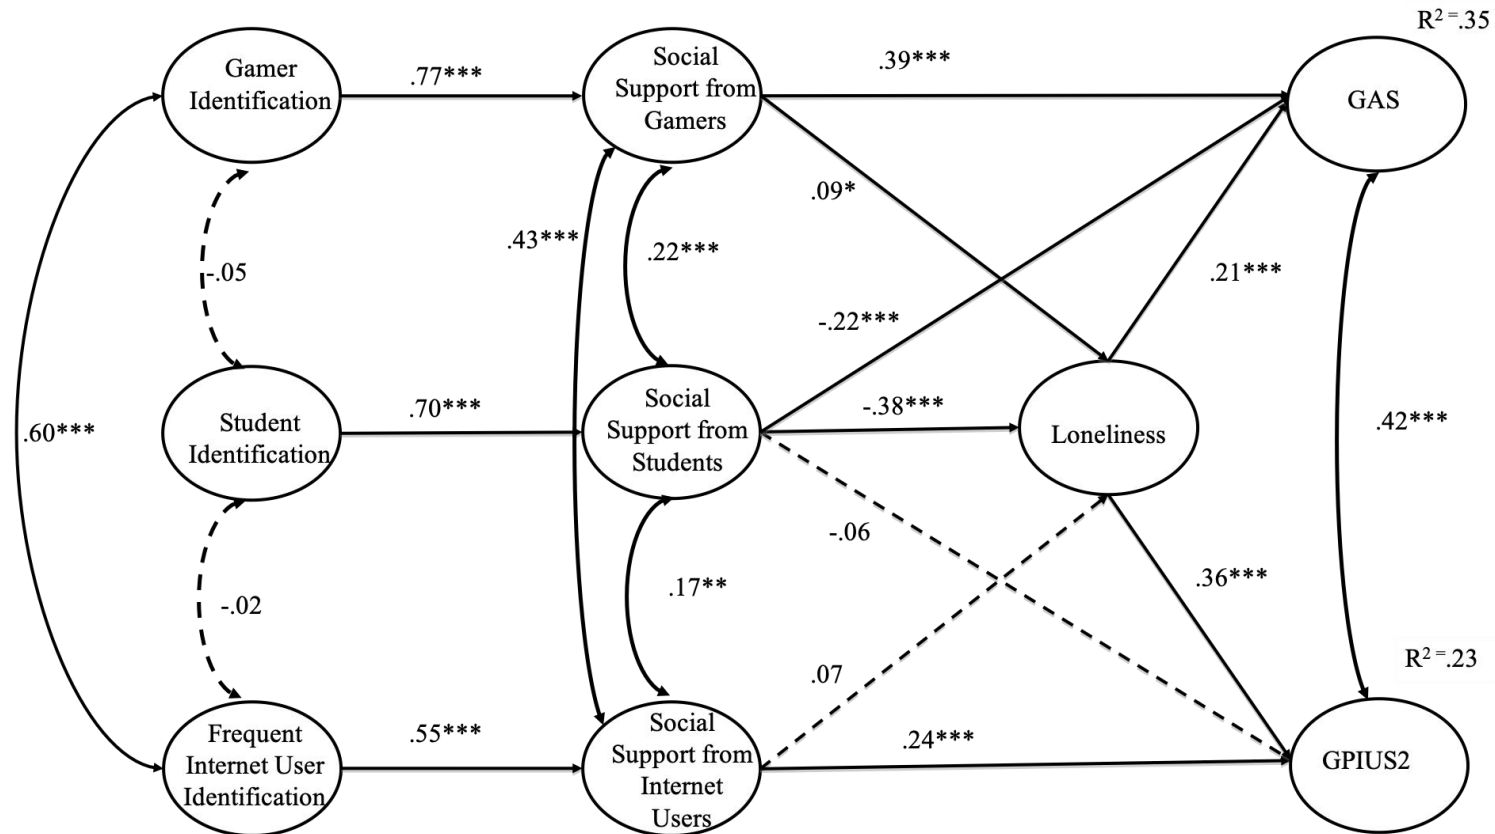 R² = .35
Gamer
Identification
.77***
Social
Support from
Gamers
.39***
GAS
.09*
.43***
.22***
-.05
.21***
-.22***
Student
Identification
.70***
Social
Support from
Students
-.38***
Loneliness
.42***
.60***
-.06
.17**
.36***
-.02
.07
R² = .23
Frequent
Internet User
Identification
.55***
Social
Support from
Internet
Users
.24***
GPIUS2